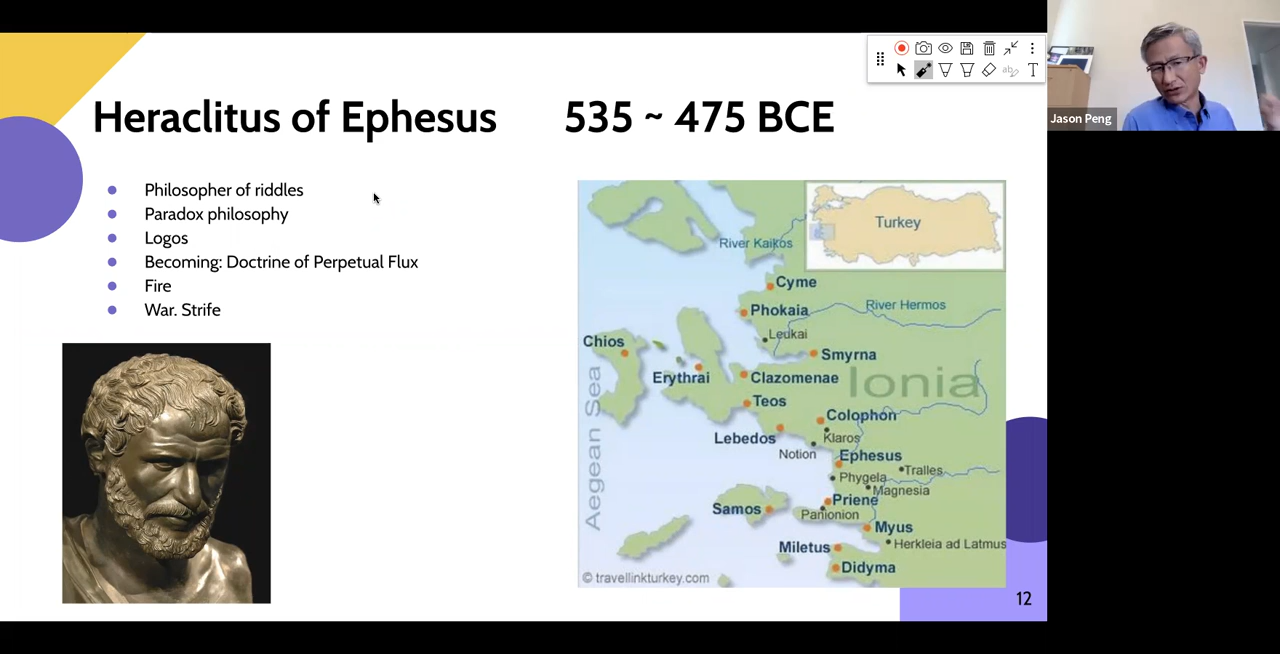 Heraclitus of Ephesus 535 ~ 475 BCE
Philosopher of riddles
Paradox philosophy
Logos
Becoming: Doctrine of Perpetual Flux
Fire
War. Strife
Turkey
River Kaikos
Cyme
Phokaia
River Hermos
Leukai
Chios
Smyrna
Erythrai
Clazomenae
Ionia
Teos
Aegean Sea
Colophon
Lebedos
Klaros
Notion
Ephesus
Tralles
Phygela
Magnesia
Priene
Samos
Panionion
Myus
Miletus
Herkleia ad Latmus
Didyma
© travellinkturkey.com
12
ab
T
Jason Peng